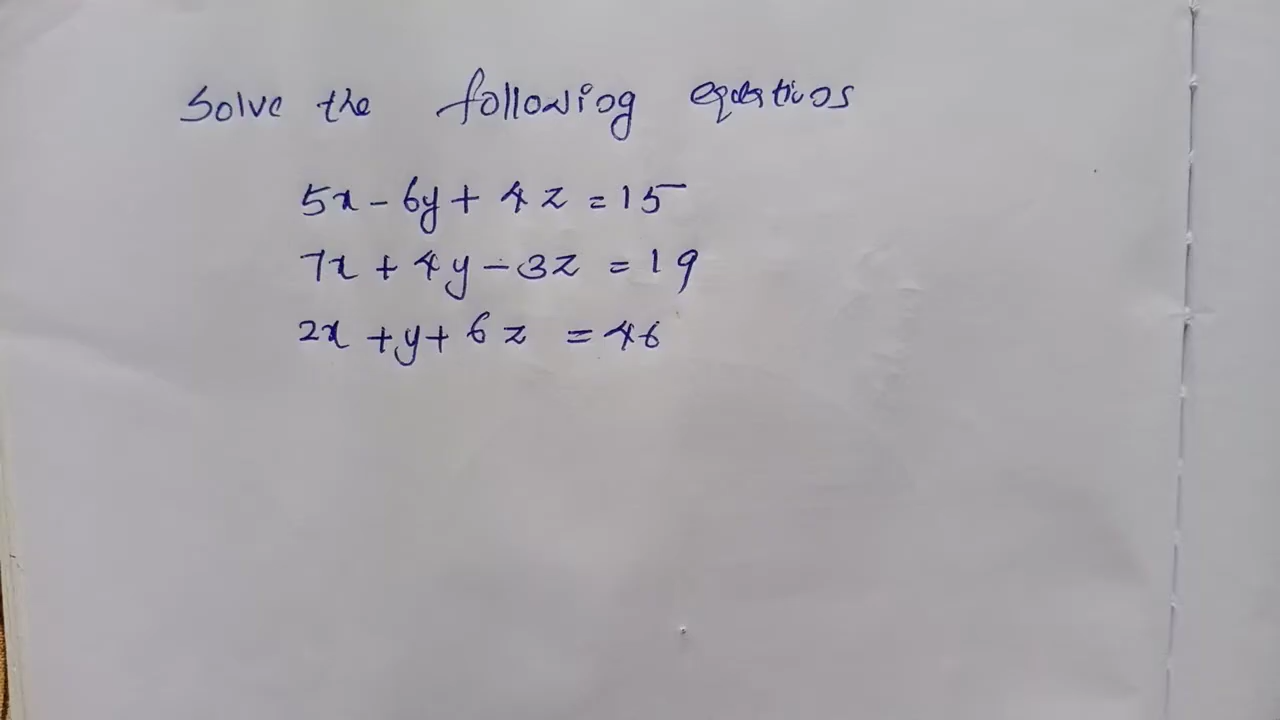 Solve the following equations
5x - 6y + 4z = 15
7x + 4y - 3z = 19
2x + y + 6z = 46